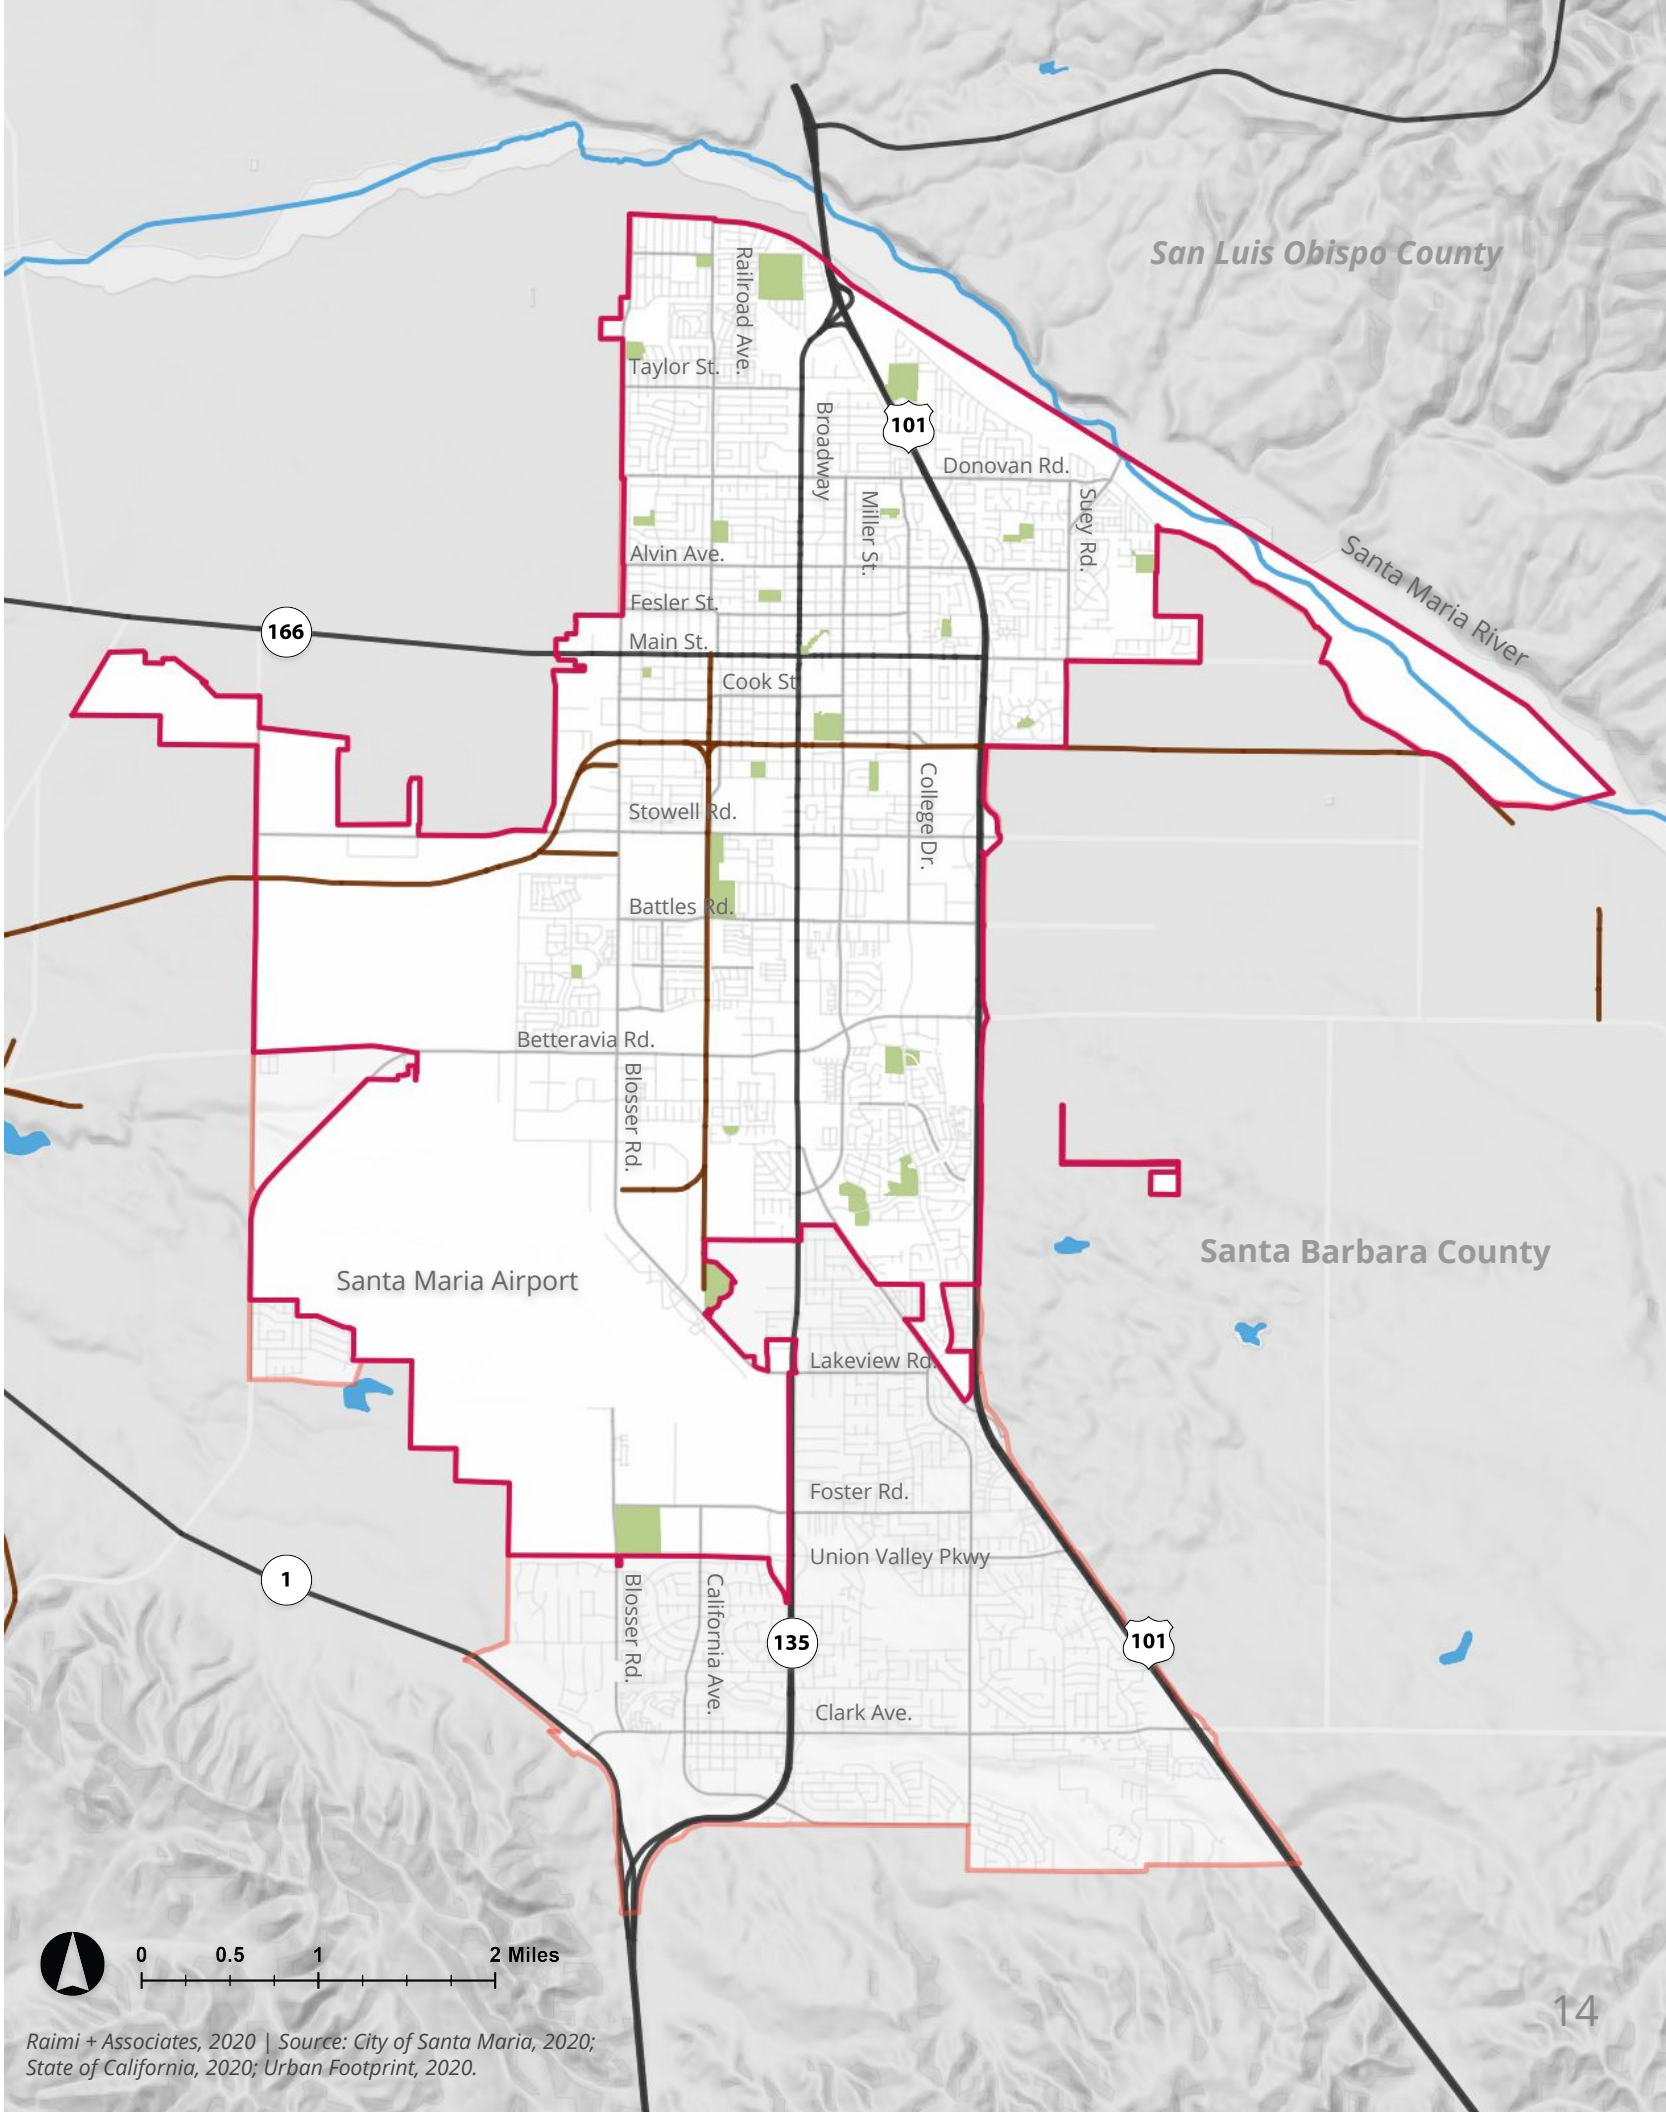 San Luis Obispo County
Railroad Ave.
Taylor St.
Broadway
101
Donovan Rd.
Miller St.
Suey Rd.
Alvin Ave.
Santa Maria River
Fesler St.
166
Main St.
Cook St
College Dr.
Stowell Rd.
Battles Rd.
Betteravia Rd.
Blosser Rd.
Santa Barbara County
Santa Maria Airport
Lakeview Rd.
Foster Rd.
Union Valley Pkwy
1
Blosser Rd.
California Ave.
135
101
Clark Ave.
0 0.5 1 2 Miles
14
Raimi + Associates, 2020 | Source: City of Santa Maria, 2020;
State of California, 2020; Urban Footprint, 2020.